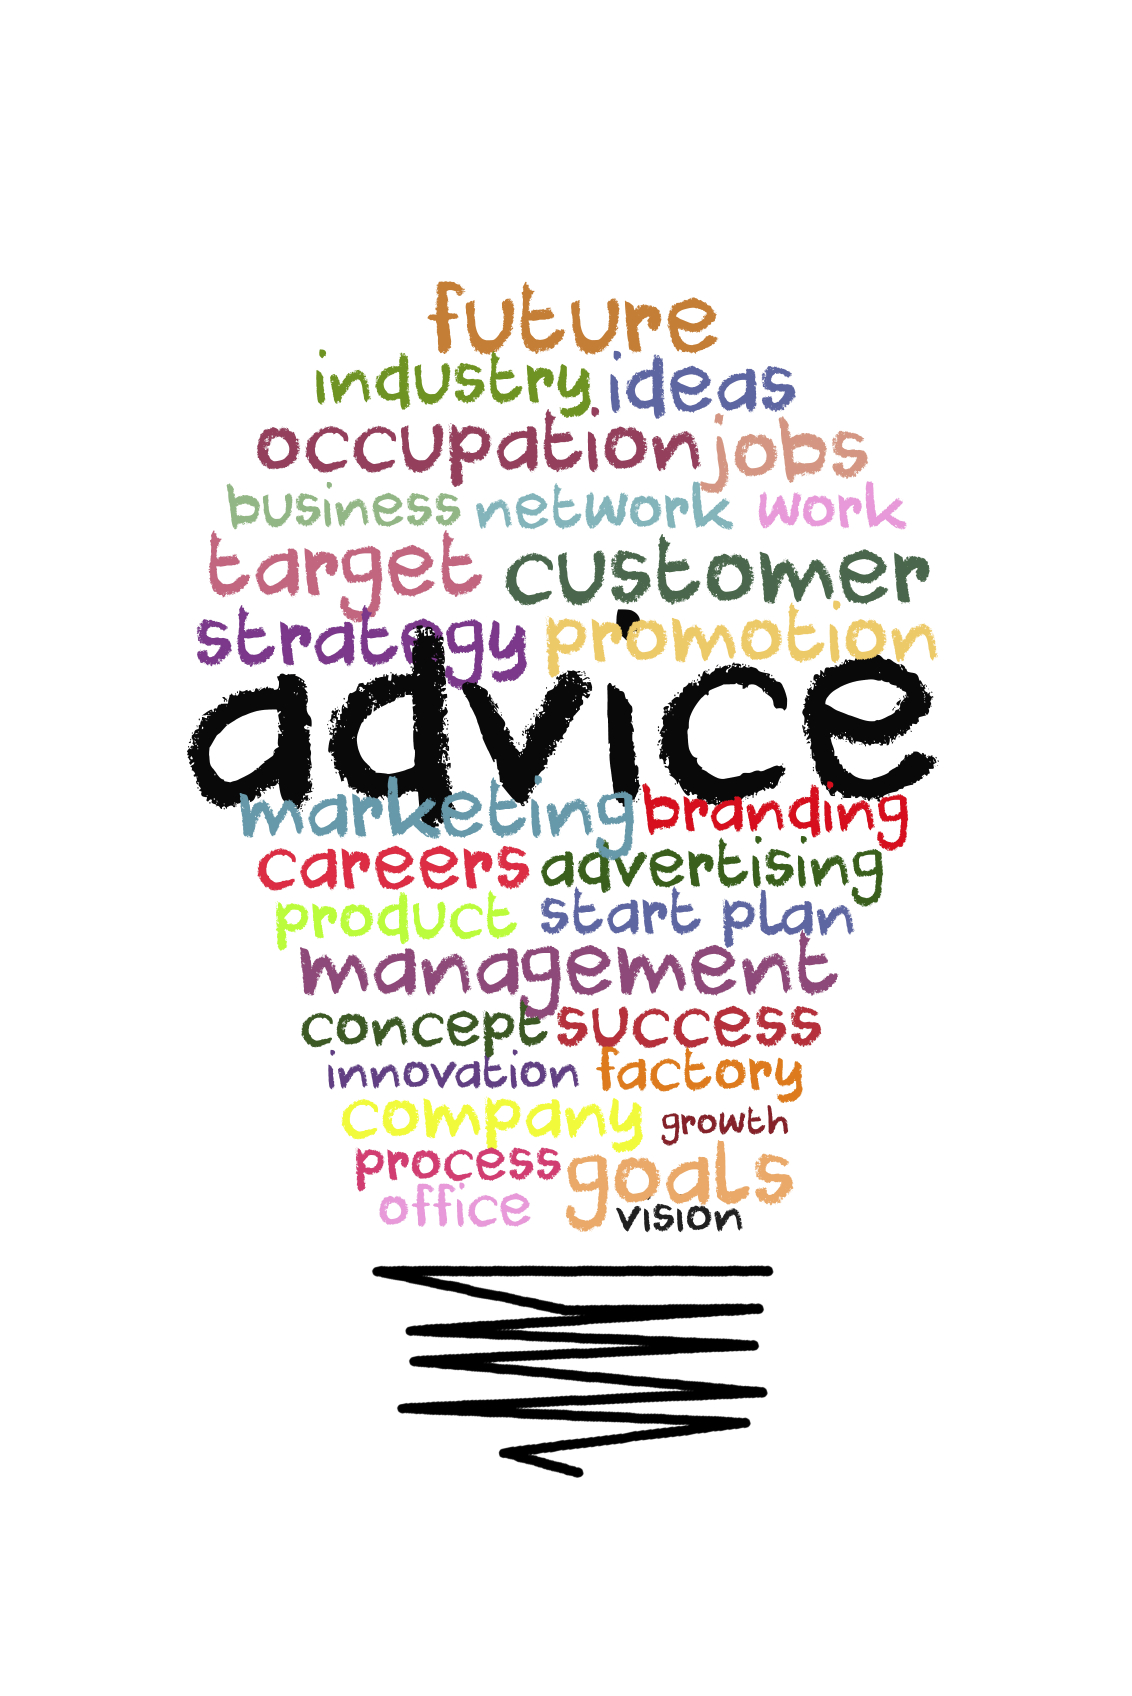 future
industry ideas
occupation jobs
business network work
target customer
strategy promotion
advice
marketing branding
careers advertising
product start plan
management
concept success
innovation factory
company growth
process goals
office vision